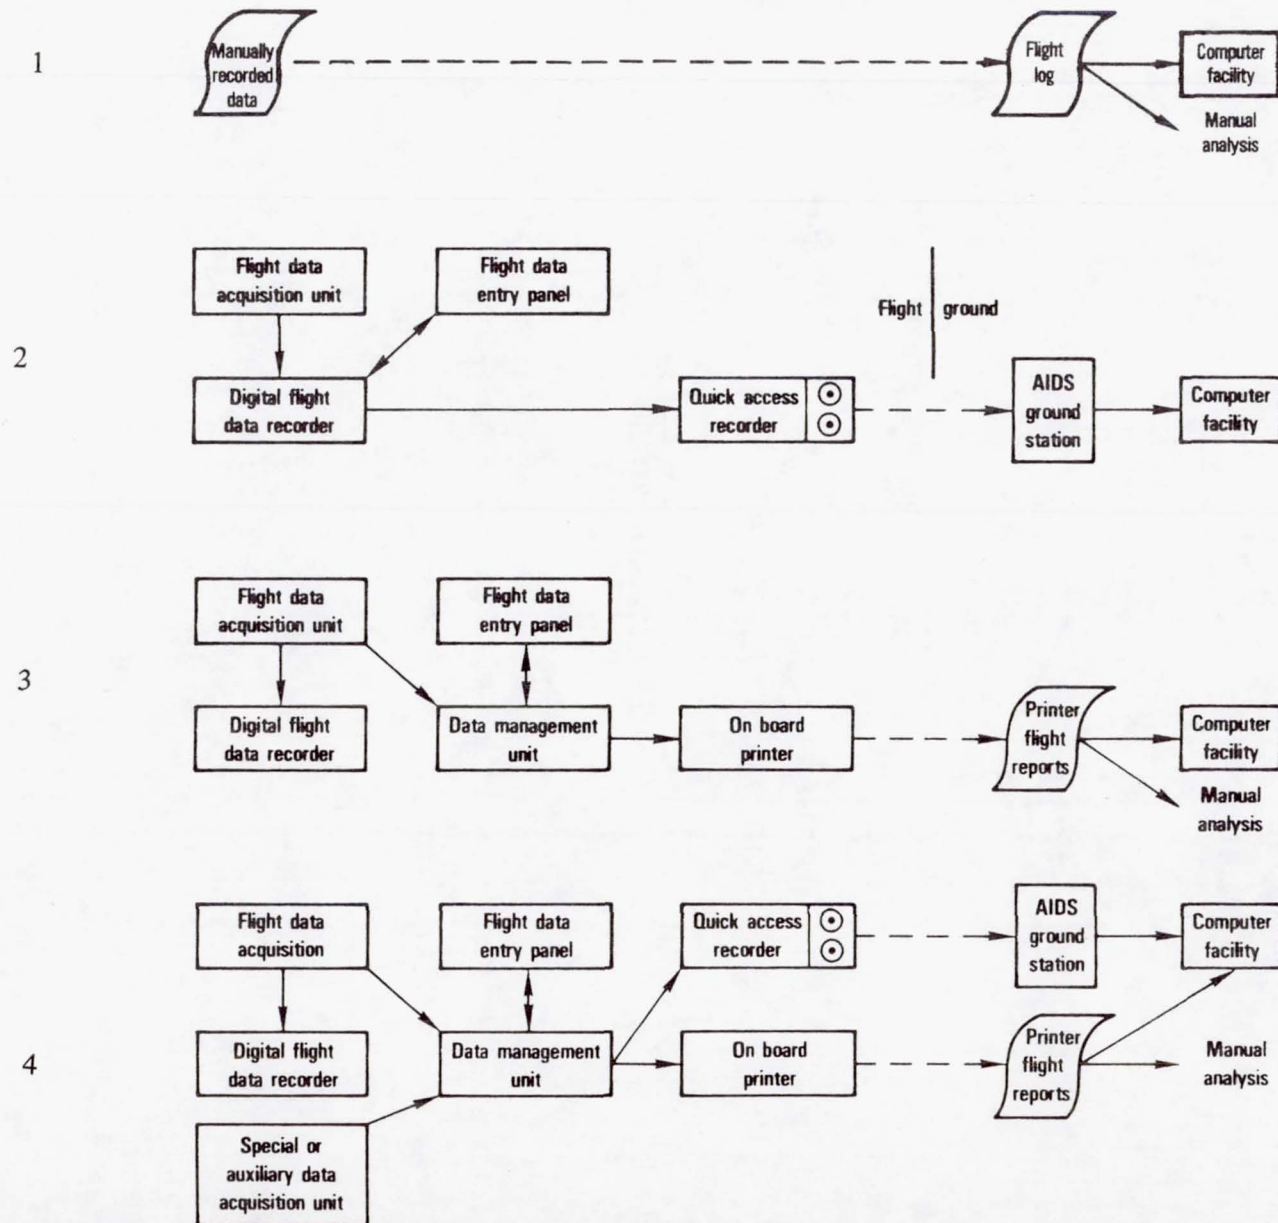 1
Manually
recorded
data
Flight
log
Computer
facility
Manual
analysis
2
Flight data
acquisition unit
Flight data
entry panel
Flight
ground
Digital flight
data recorder
Quick access
recorder
AIDS
ground
station
Computer
facility
3
Flight data
acquisition unit
Flight data
entry panel
Digital flight
data recorder
Data management
unit
On board
printer
Printer
flight
reports
Computer
facility
Manual
analysis
4
Flight data
acquisition
Flight data
entry panel
Quick access
recorder
AIDS
ground
station
Computer
facility
Digital flight
data recorder
Data management
unit
On board
printer
Printer
flight
reports
Manual
analysis
Special or
auxiliary data
acquisition unit